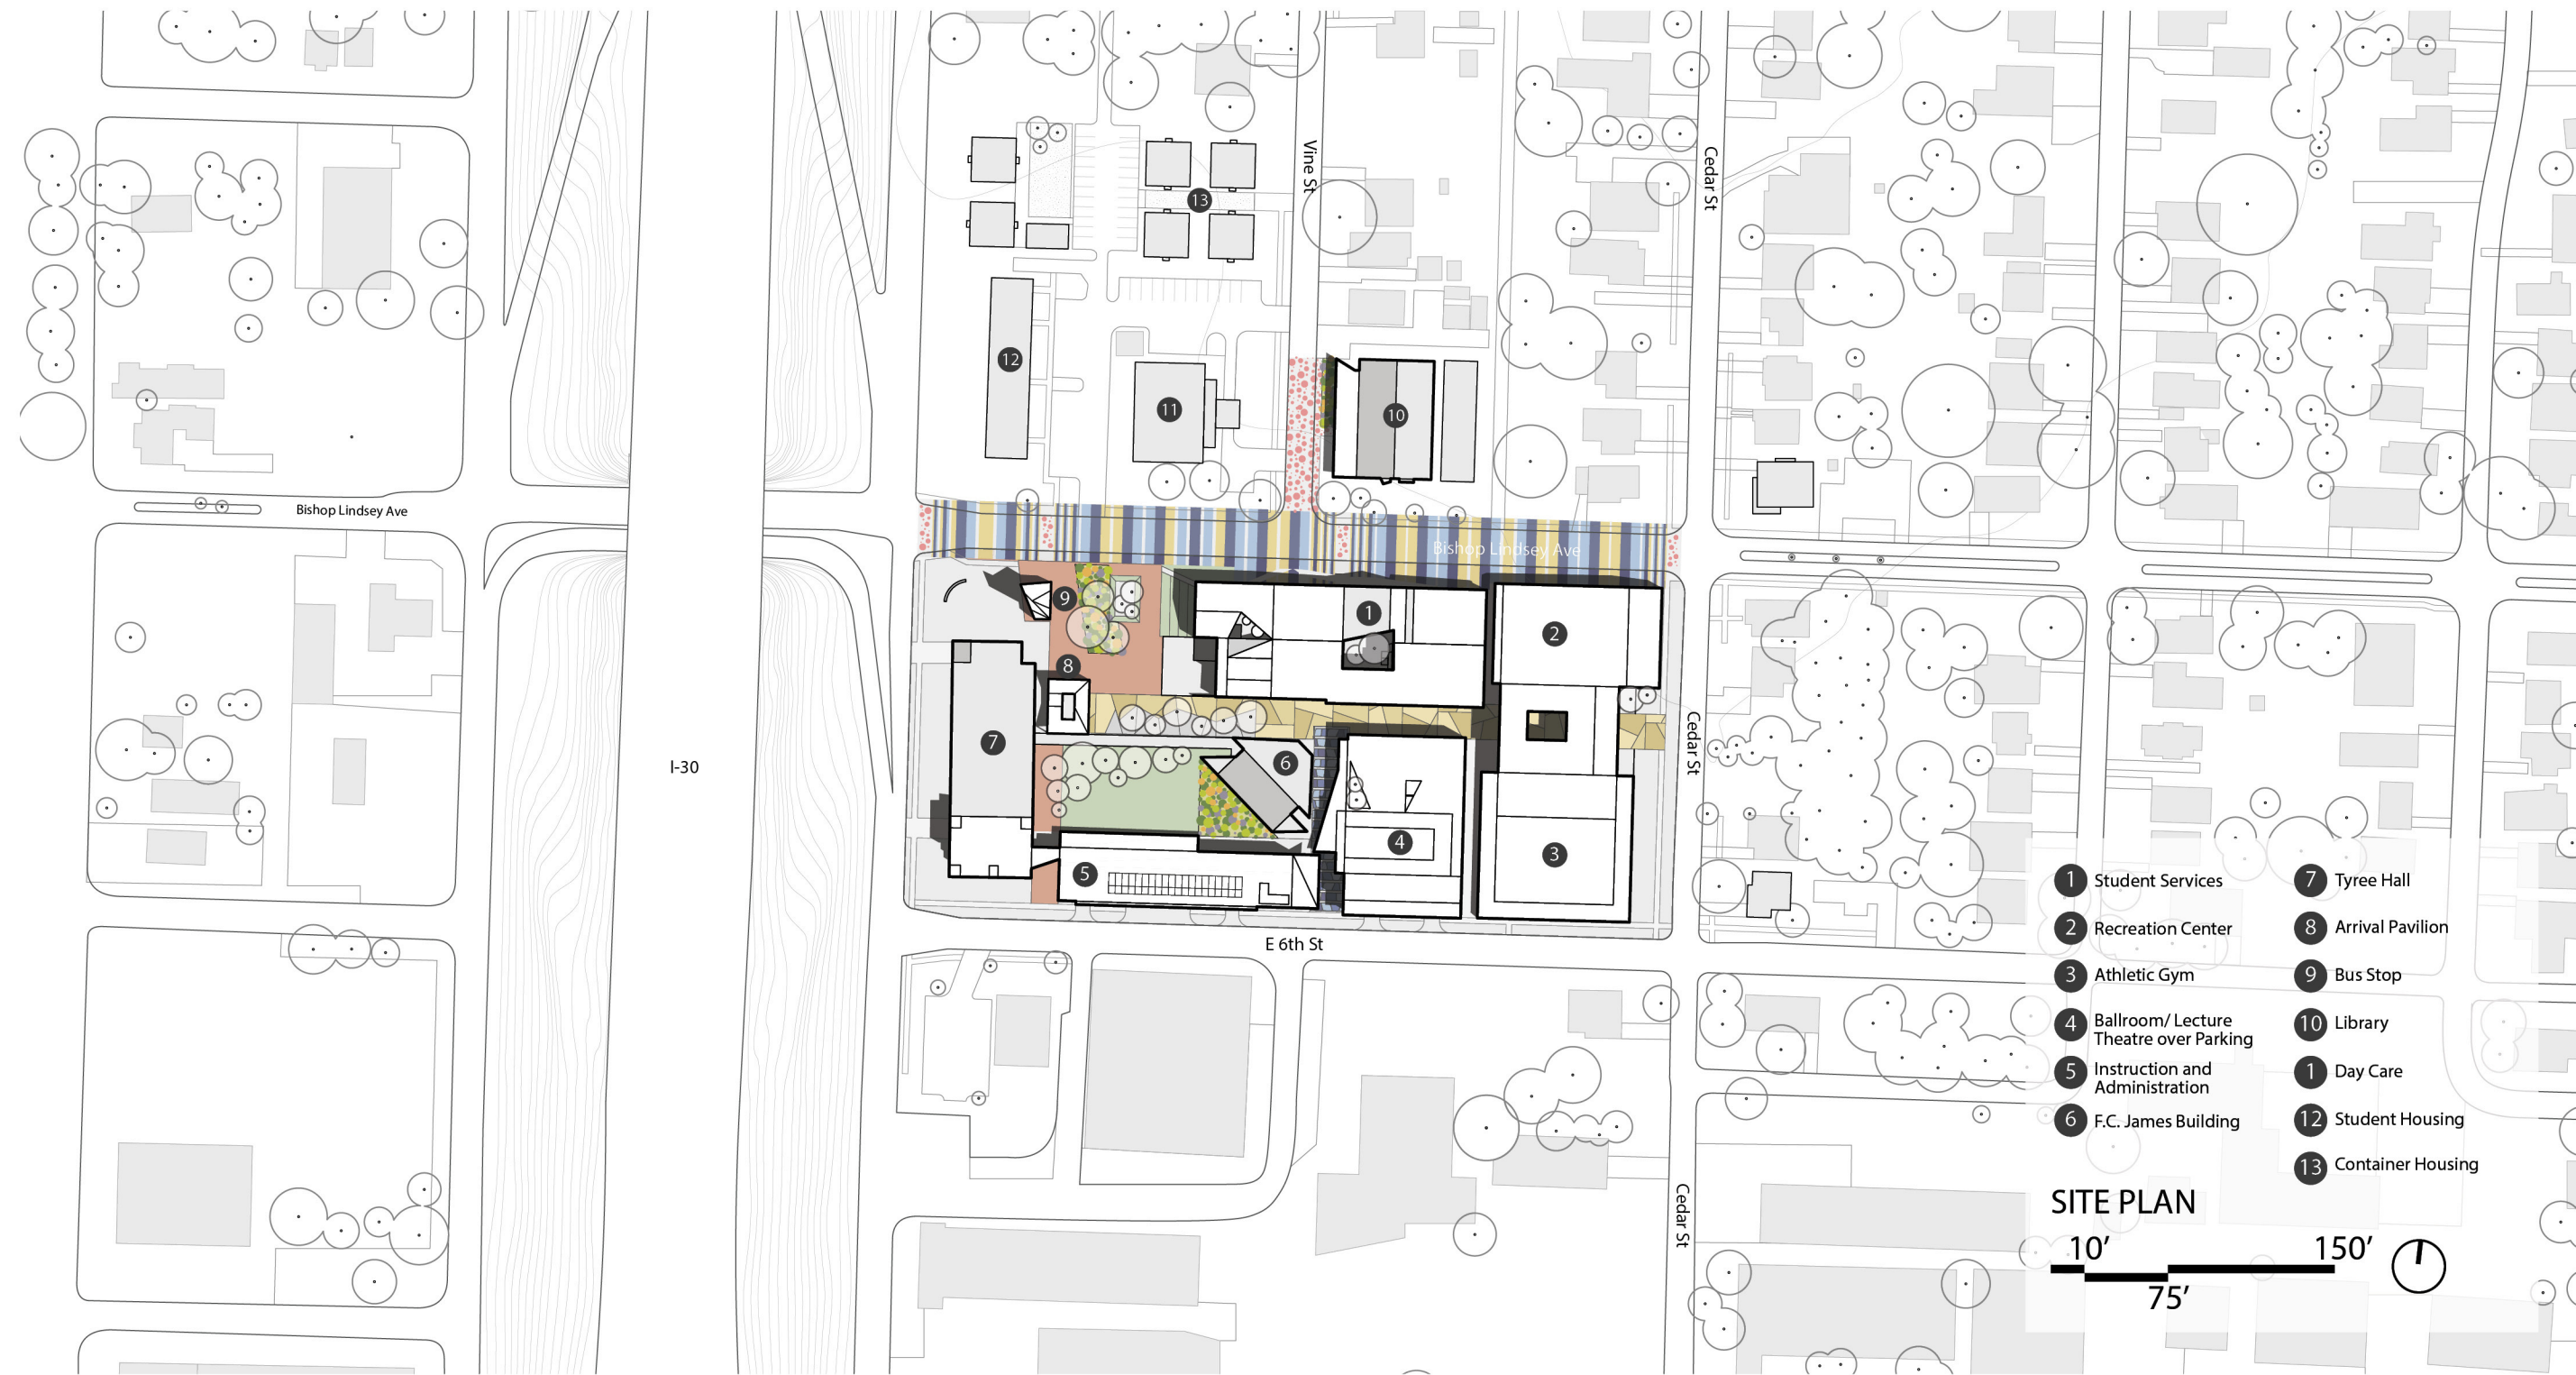 Vine St
Cedar St
13
12
11
10
Bishop Lindsey Ave
Bishop Lindsey Ave
9
1
2
8
7
6
Cedar St
I-30
4
3
5
E 6th St
Cedar St
1 Student Services
2 Recreation Center
3 Athletic Gym
4 Ballroom/ Lecture
Theatre over Parking
5 Instruction and
Administration
6 F.C. James Building
7 Tyree Hall
8 Arrival Pavilion
9 Bus Stop
10 Library
1 Day Care
12 Student Housing
13 Container Housing
SITE PLAN
10’ 150’
75’